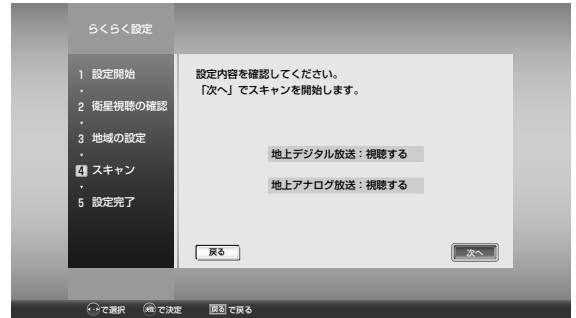 らくらく設定
1 設定開始
2 衛星視聴の確認
3 地域の設定
4 スキャン
5 設定完了
設定内容を確認してください。
「次へ」でスキャンを開始します。
地上デジタル放送：視聴する
地上アナログ放送：視聴する
戻る 次へ
で選択 決定 で決定 戻る で戻る